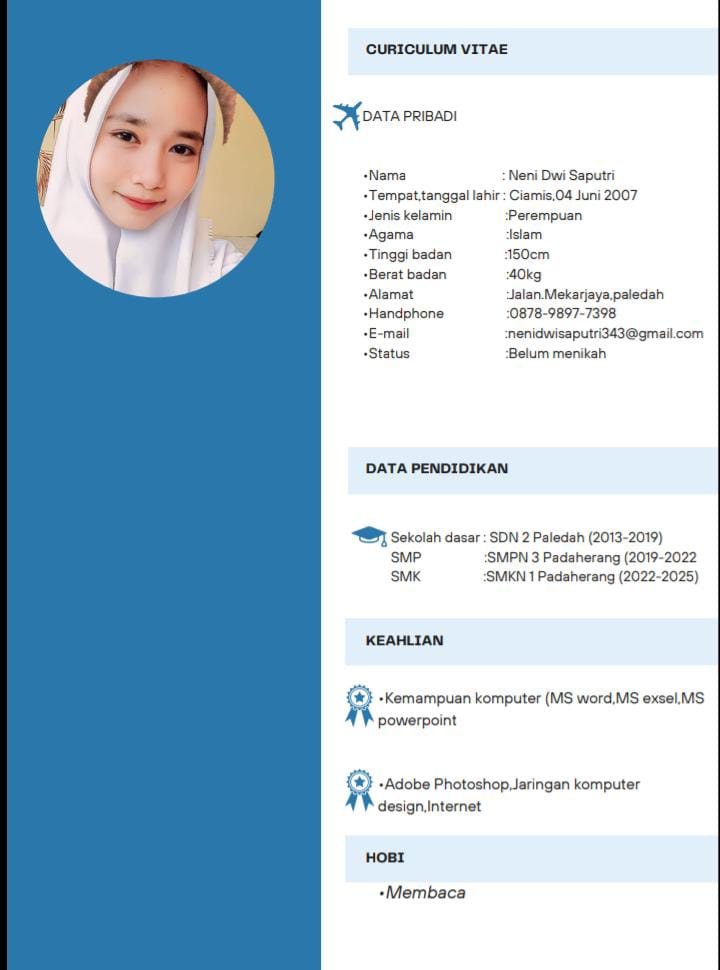 CURICULUM VITAE
DATA PRIBADI
•Nama : Neni Dwi Saputri
•Tempat,tanggal lahir : Ciamis,04 Juni 2007
•Jenis kelamin :Perempuan
•Agama :Islam
•Tinggi badan :150cm
•Berat badan :40kg
•Alamat :Jalan.Mekarjaya,paledah
•Handphone :0878-9897-7398
•E-mail :nenidwisaputri343@gmail.com
•Status :Belum menikah
DATA PENDIDIKAN
Sekolah dasar : SDN 2 Paledah (2013-2019)
SMP :SMPN 3 Padaherang (2019-2022
SMK :SMKN 1 Padaherang (2022-2025)
KEAHLIAN
•Kemampuan komputer (MS word,MS exsel,MS
powerpoint
•Adobe Photoshop,Jaringan komputer
design,Internet
HOBI
•Membaca